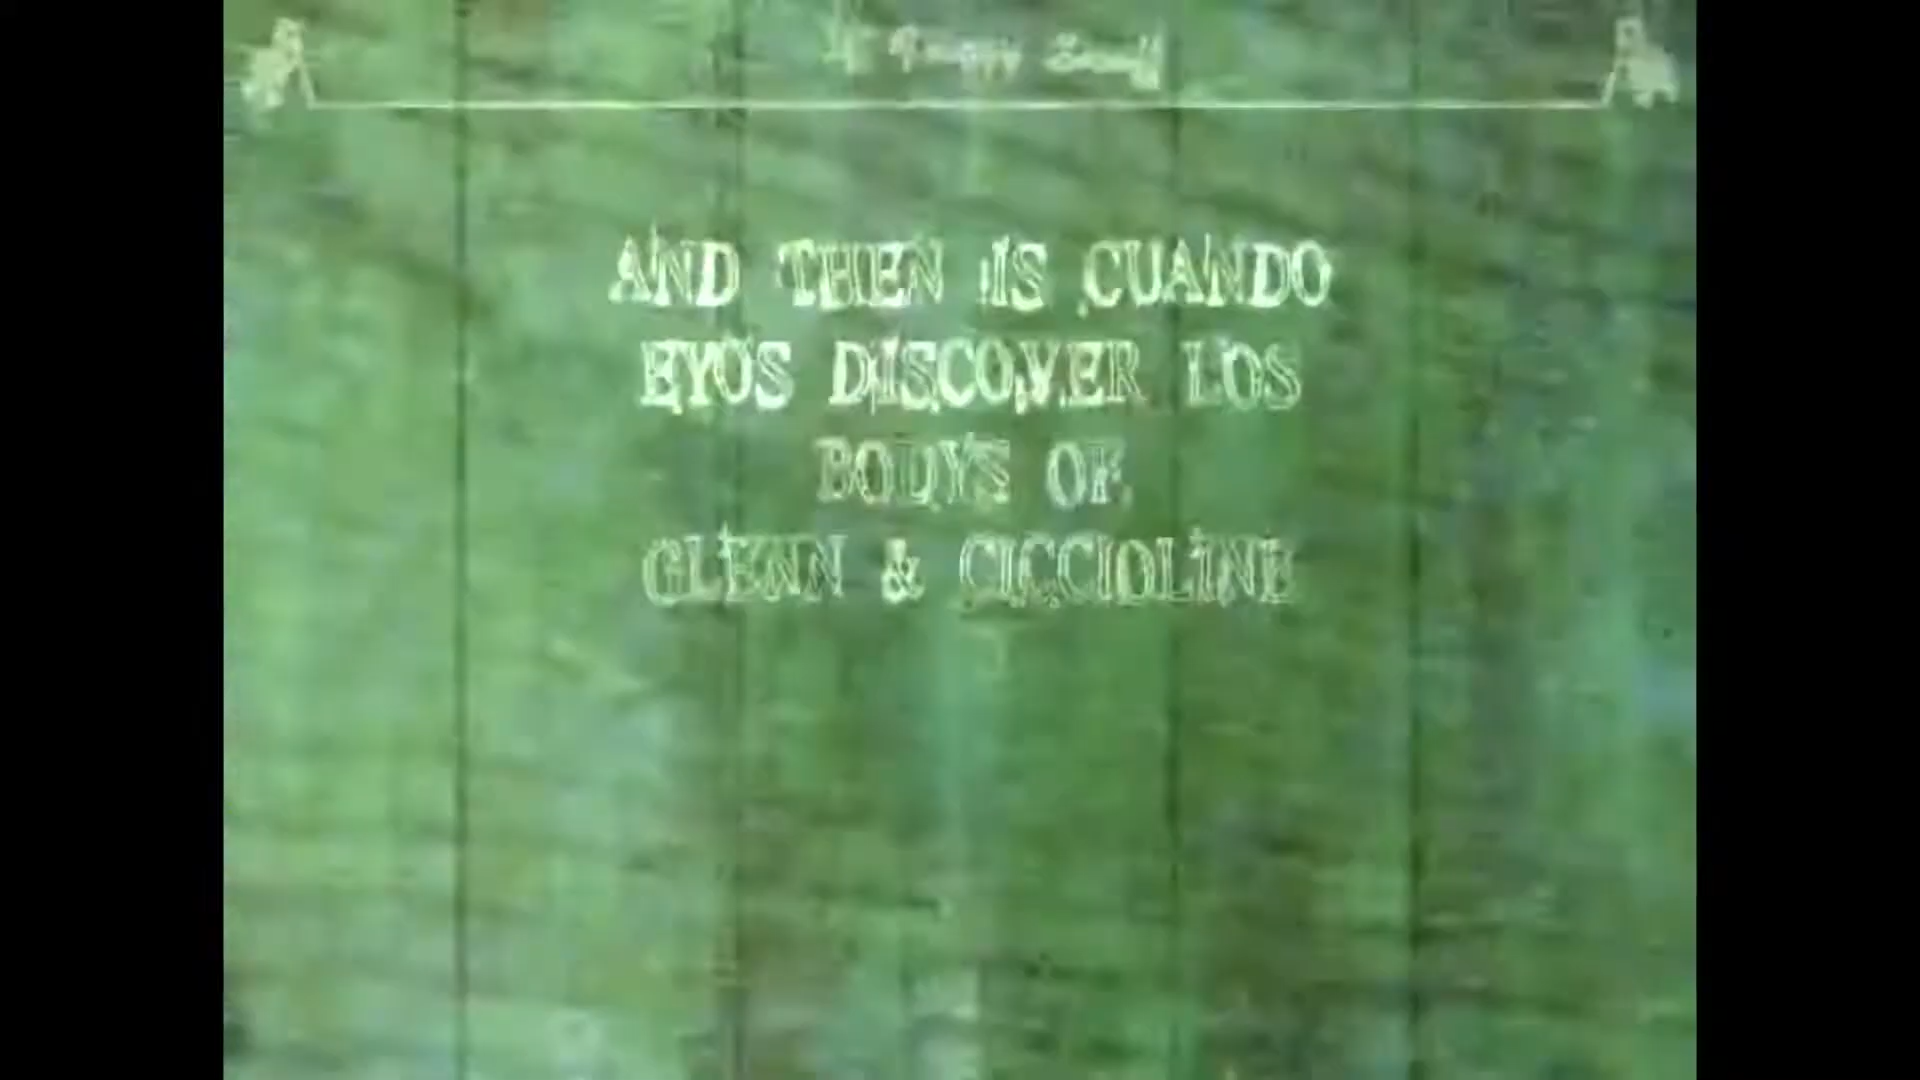 AND THEN IS CUANDO
EYOS DISCOVER LOS
BODYS OF
GLENN & CICCIOLINE